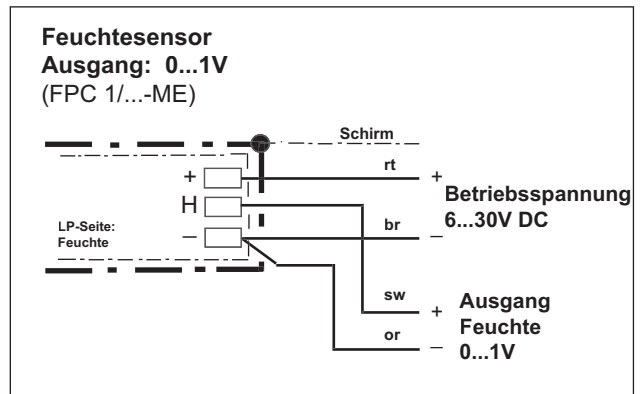 Feuchtesensor
Ausgang: 0...1V
(FPC 1/...-ME)
Schirm
rt
+
+
Betriebsspannung
H
6...30V DC
LP-Seite:
Feuchte
–
br
–
sw
+
Ausgang
Feuchte
or
–
0...1V